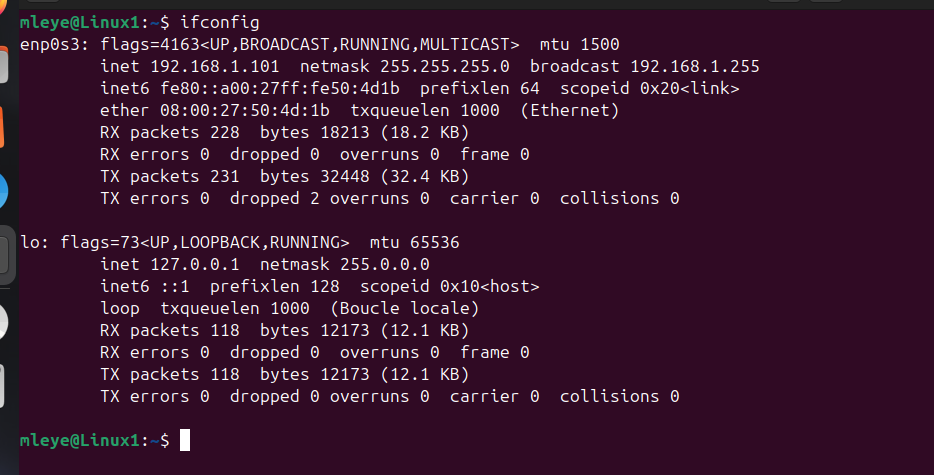 mleye@Linux1:~$ ifconfig
enp0s3: flags=4163<UP,BROADCAST,RUNNING,MULTICAST>  mtu 1500
        inet 192.168.1.101  netmask 255.255.255.0  broadcast 192.168.1.255
        inet6 fe80::a00:27ff:fe50:4d1b  prefixlen 64  scopeid 0x20<link>
        ether 08:00:27:50:4d:1b  txqueuelen 1000  (Ethernet)
        RX packets 228  bytes 18213 (18.2 KB)
        RX errors 0  dropped 0  overruns 0  frame 0
        TX packets 231  bytes 32448 (32.4 KB)
        TX errors 0  dropped 2 overruns 0  carrier 0  collisions 0

lo: flags=73<UP,LOOPBACK,RUNNING>  mtu 65536
        inet 127.0.0.1  netmask 255.0.0.0
        inet6 ::1  prefixlen 128  scopeid 0x10<host>
        loop  txqueuelen 1000  (Boucle locale)
        RX packets 118  bytes 12173 (12.1 KB)
        RX errors 0  dropped 0  overruns 0  frame 0
        TX packets 118  bytes 12173 (12.1 KB)
        TX errors 0  dropped 0 overruns 0  carrier 0  collisions 0

mleye@Linux1:~$